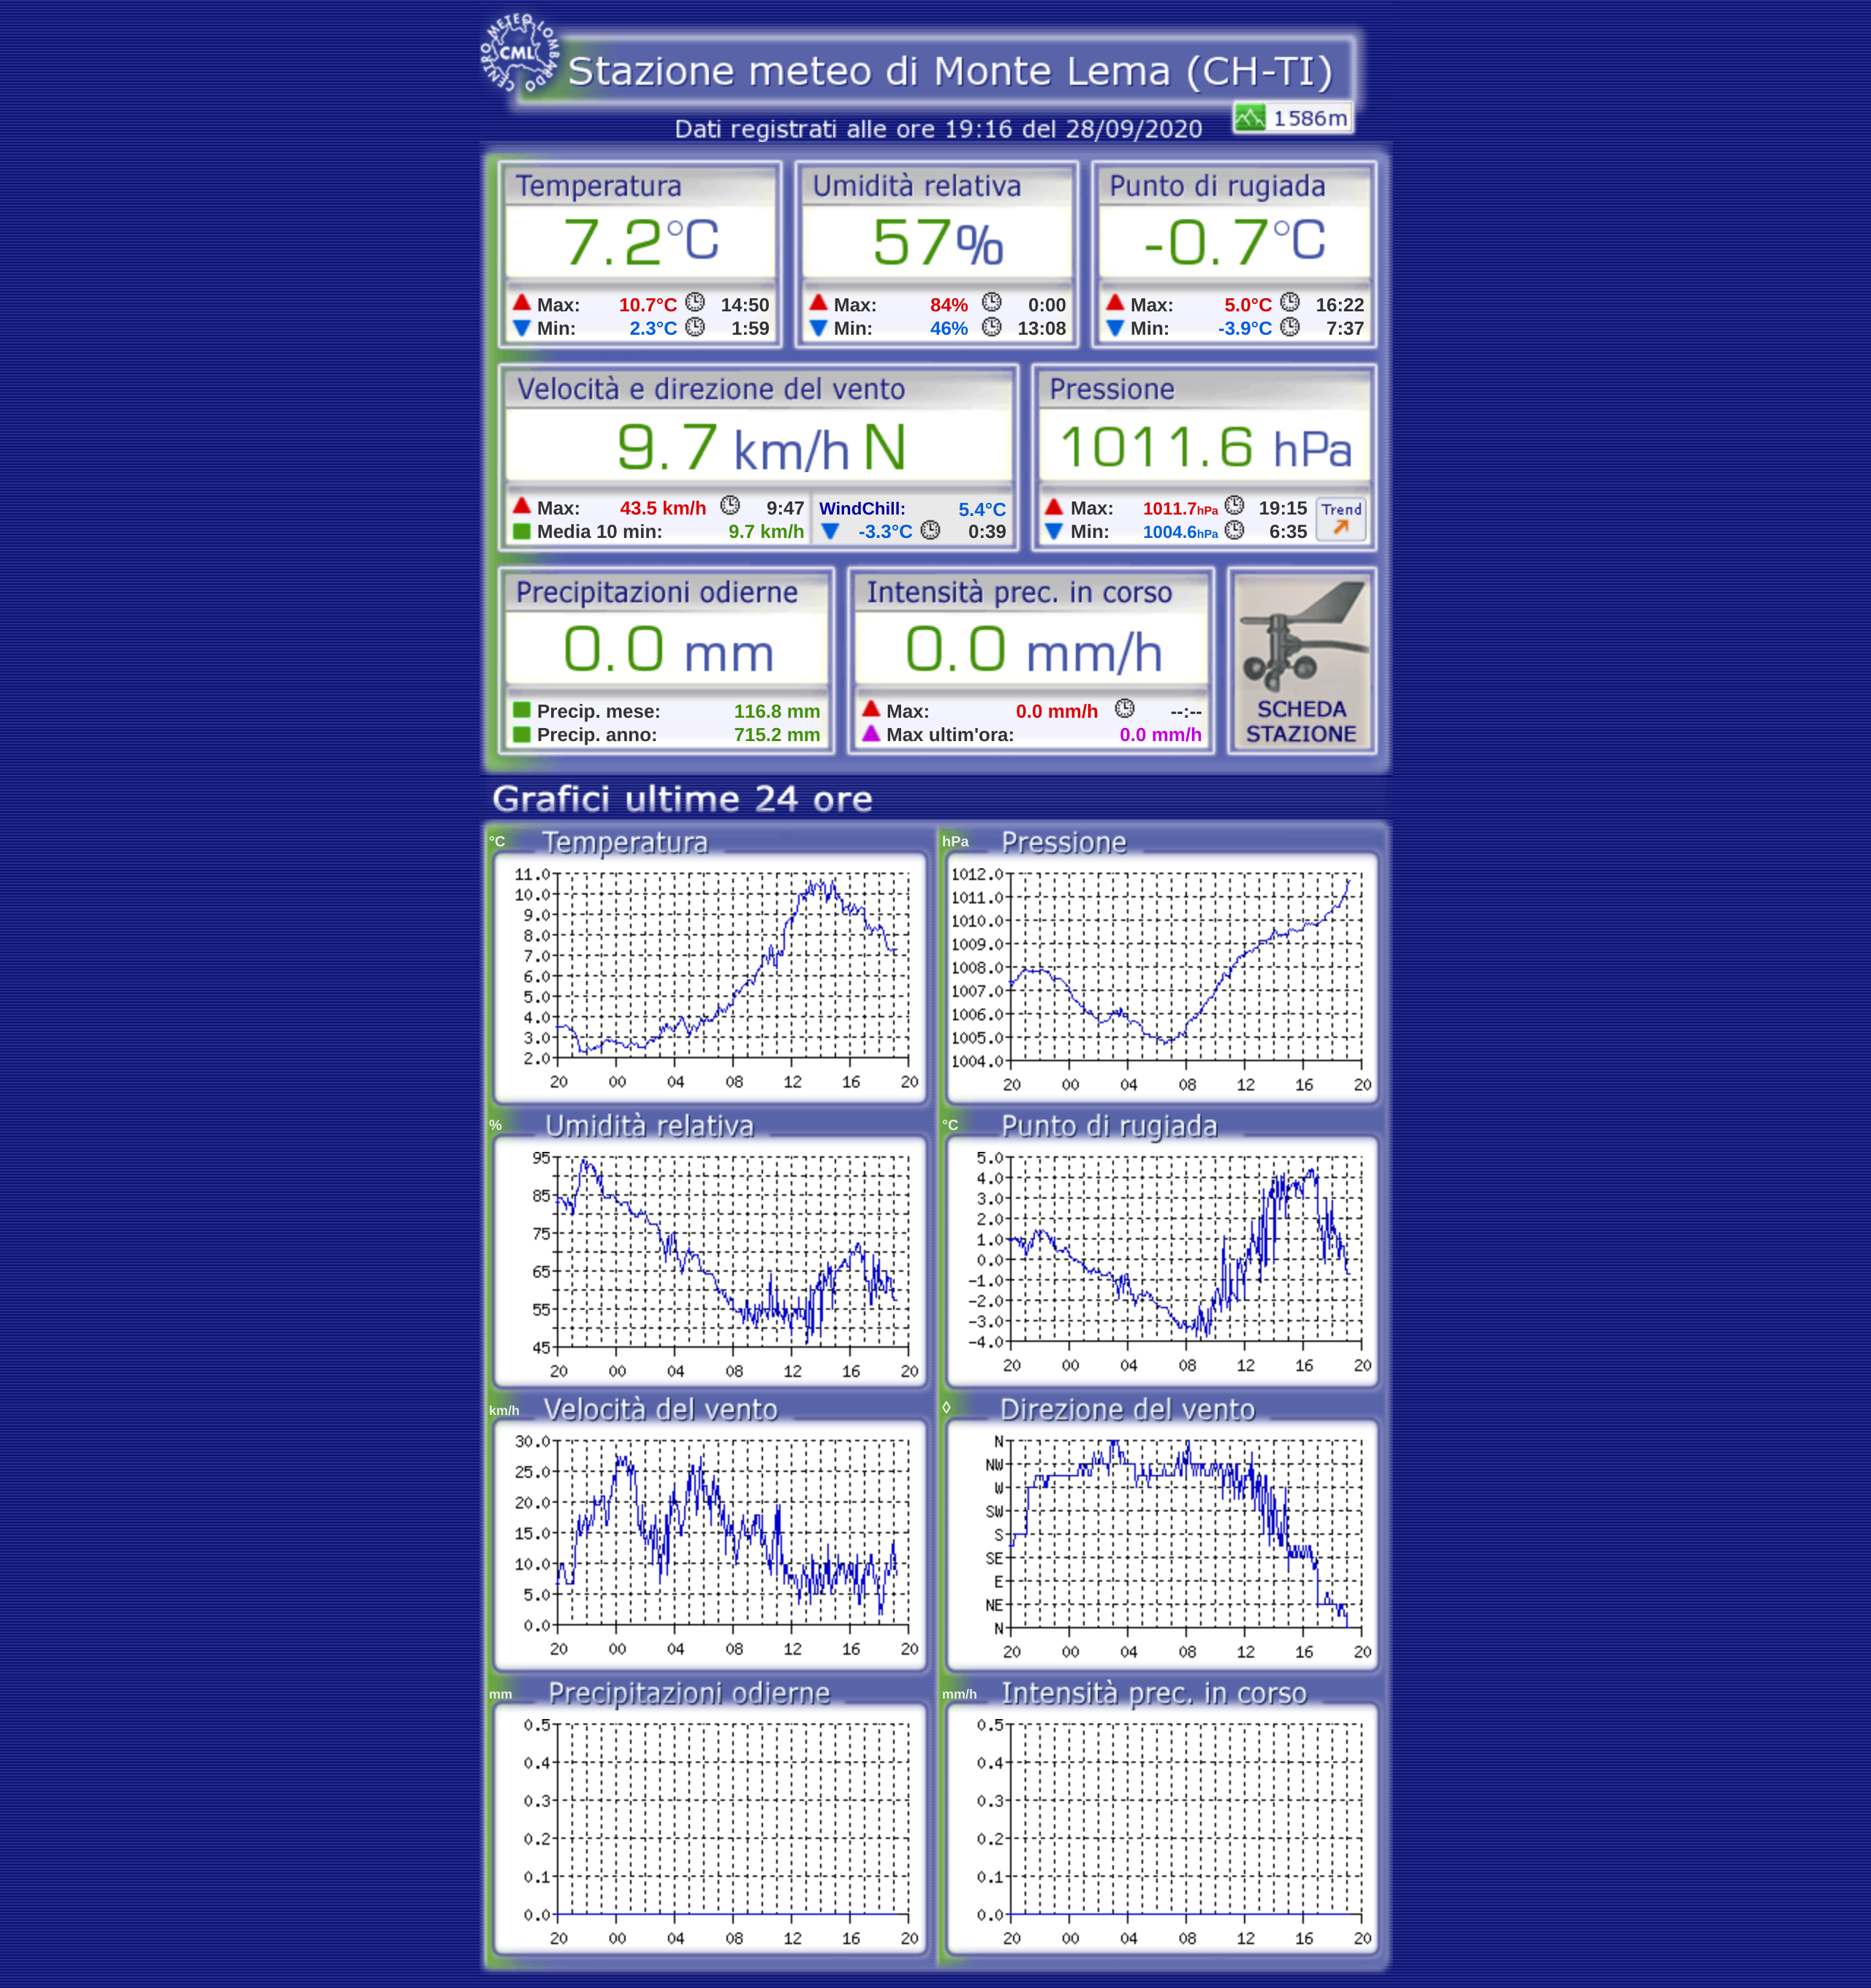 CENTRO METEO LOMBARDO
CML
Stazione meteo di Monte Lema (CH-TI)
1586m
Dati registrati alle ore 19:16 del 28/09/2020
Temperatura
7.2°C
Max: 10.7°C 14:50
Min: 2.3°C 1:59
Umidità relativa
57%
Max: 84% 0:00
Min: 46% 13:08
Punto di rugiada
-0.7°C
Max: 5.0°C 16:22
Min: -3.9°C 7:37
Velocità e direzione del vento
9.7 km/h N
Max: 43.5 km/h 9:47
Media 10 min: 9.7 km/h
WindChill: 5.4°C
-3.3°C 0:39
Pressione
1011.6 hPa
Max: 1011.7hPa 19:15
Min: 1004.6hPa 6:35
Trend
Precipitazioni odierne
0.0 mm
Precip. mese: 116.8 mm
Precip. anno: 715.2 mm
Intensità prec. in corso
0.0 mm/h
Max: 0.0 mm/h --:--
Max ultim'ora: 0.0 mm/h
SCHEDA
STAZIONE
Grafici ultime 24 ore
°C Temperatura
11.0
10.0
9.0
8.0
7.0
6.0
5.0
4.0
3.0
2.0
20 00 04 08 12 16 20
hPa Pressione
1012.0
1011.0
1010.0
1009.0
1008.0
1007.0
1006.0
1005.0
1004.0
20 00 04 08 12 16 20
% Umidità relativa
95
85
75
65
55
45
20 00 04 08 12 16 20
°C Punto di rugiada
5.0
4.0
3.0
2.0
1.0
0.0
-1.0
-2.0
-3.0
-4.0
20 00 04 08 12 16 20
km/h Velocità del vento
30.0
25.0
20.0
15.0
10.0
5.0
0.0
20 00 04 08 12 16 20
◊ Direzione del vento
N
NW
W
SW
S
SE
E
NE
N
20 00 04 08 12 16 20
mm Precipitazioni odierne
0.5
0.4
0.3
0.2
0.1
0.0
20 00 04 08 12 16 20
mm/h Intensità prec. in corso
0.5
0.4
0.3
0.2
0.1
0.0
20 00 04 08 12 16 20